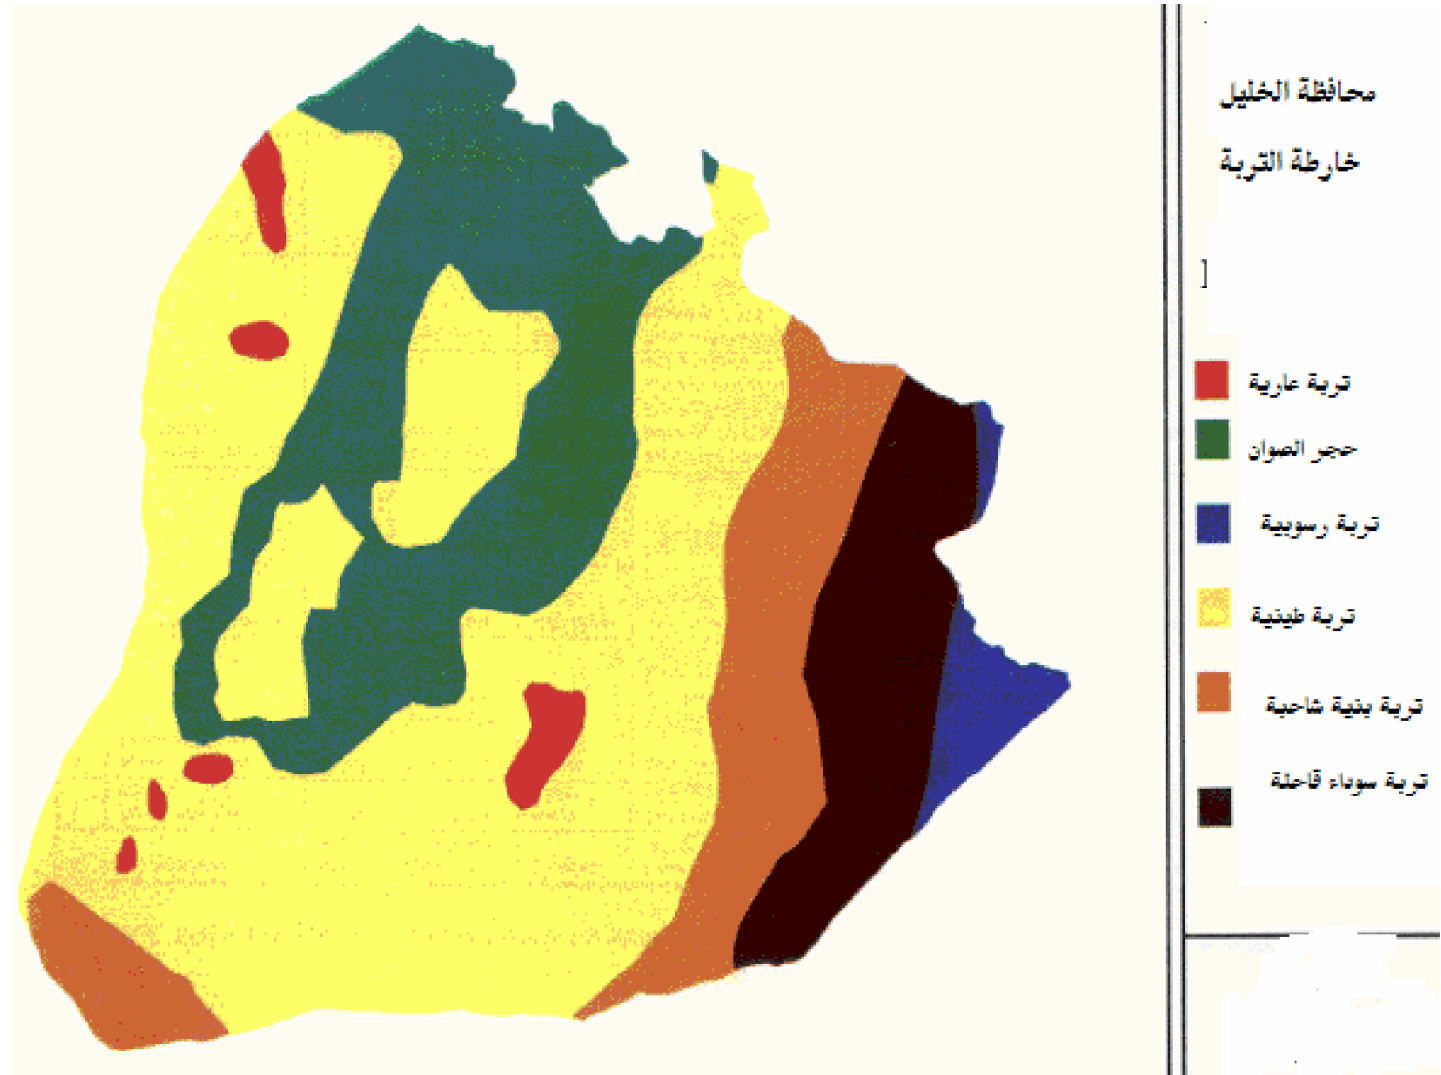 محافظة الخليل
خارطة التربة
]
تربة عارية
حجر الصوان
تربة رسوبية
تربة طينية
تربة بنية شاحبة
تربة سوداء قاحلة